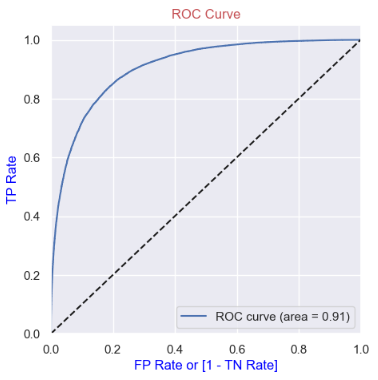 ROC Curve
1.0
0.8
0.6
0.4
0.2
0.0
TP Rate
ROC curve (area = 0.91)
0.0 0.2 0.4 0.6 0.8 1.0
FP Rate or [1 - TN Rate]